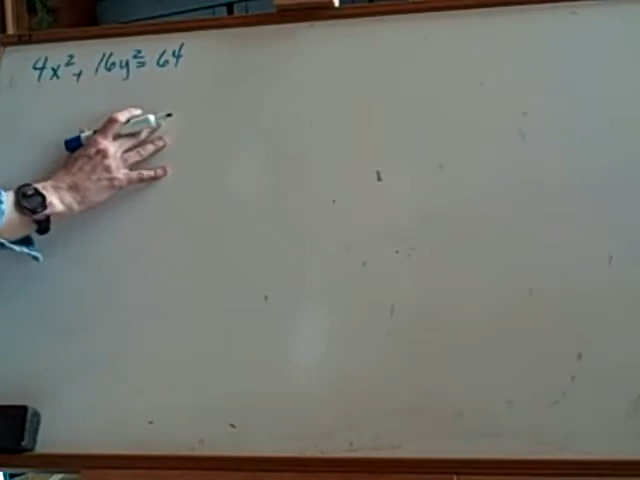 4x² + 16y² = 64